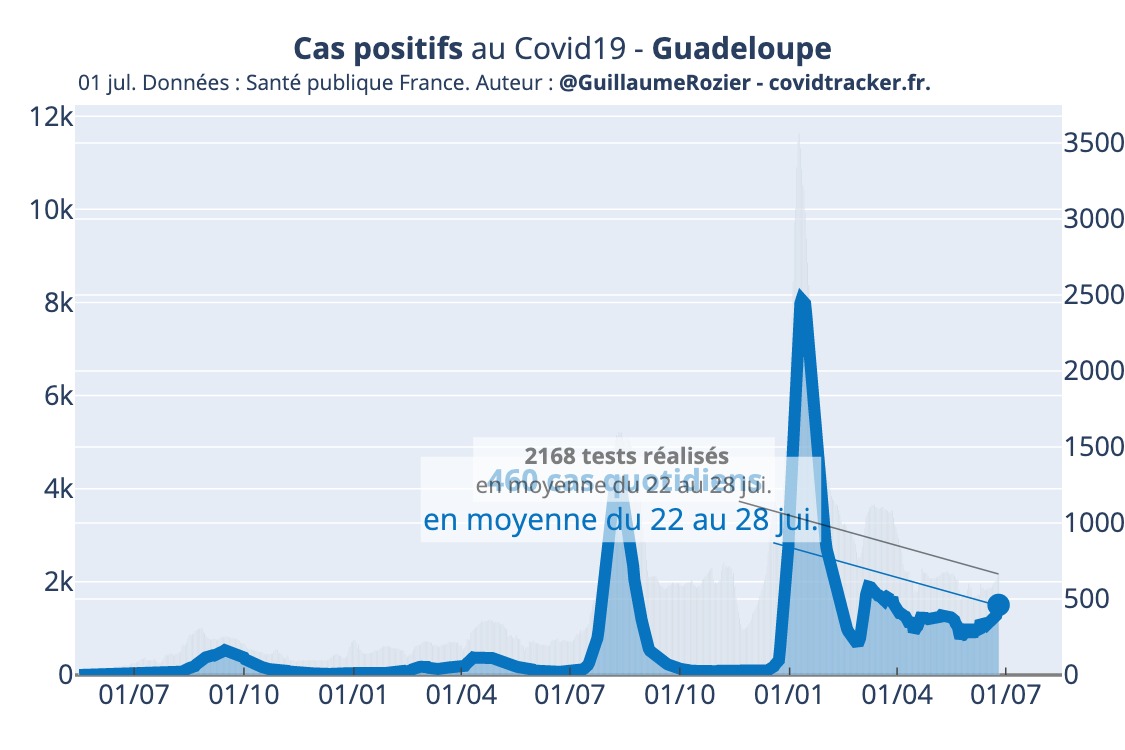 Cas positifs au Covid19 - Guadeloupe
01 jul. Données : Santé publique France. Auteur : @GuillaumeRozier - covidtracker.fr.
12k
10k
8k
6k
4k
2k
0
3500
3000
2500
2000
1500
1000
500
0
2168 tests réalisés
en moyenne du 22 au 28 jui.
460 cas quotidiens
en moyenne du 22 au 28 jui.
01/07 01/10 01/01 01/04 01/07 01/10 01/01 01/04 01/07